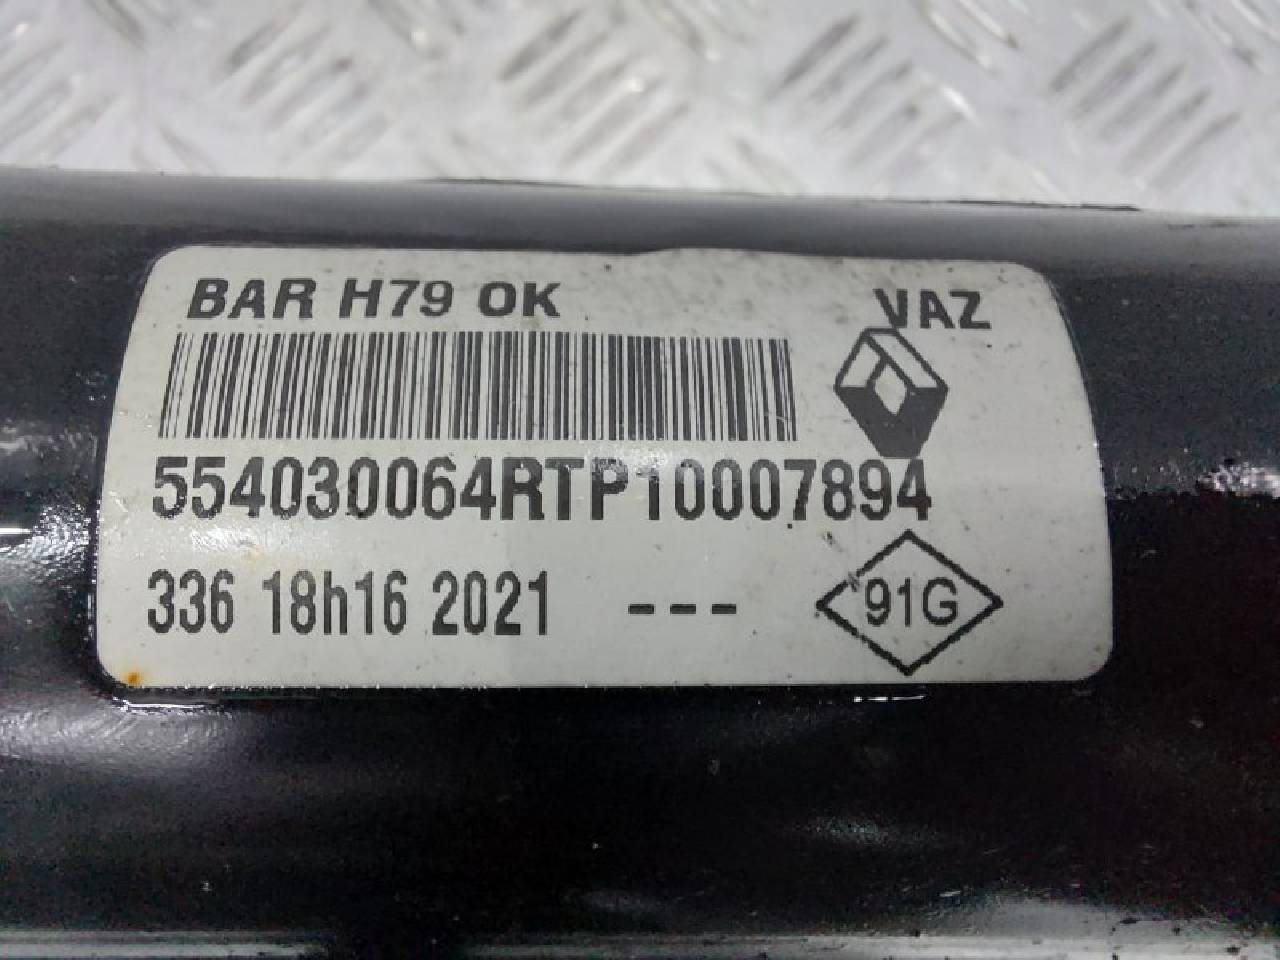 BAR H79 OK VAZ
554030064RTP10007894
336 18h16 2021 --- 91G